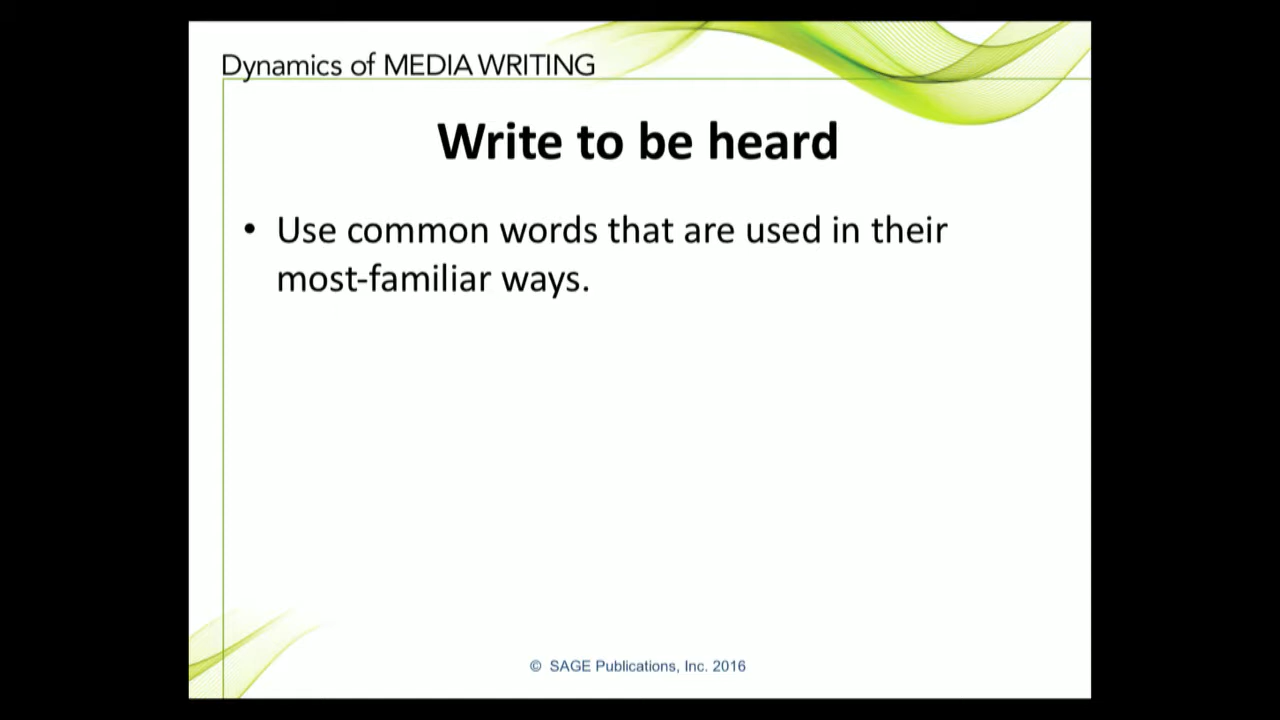 Dynamics of MEDIA WRITING
Write to be heard
• Use common words that are used in their
most-familiar ways.
© SAGE Publications, Inc. 2016